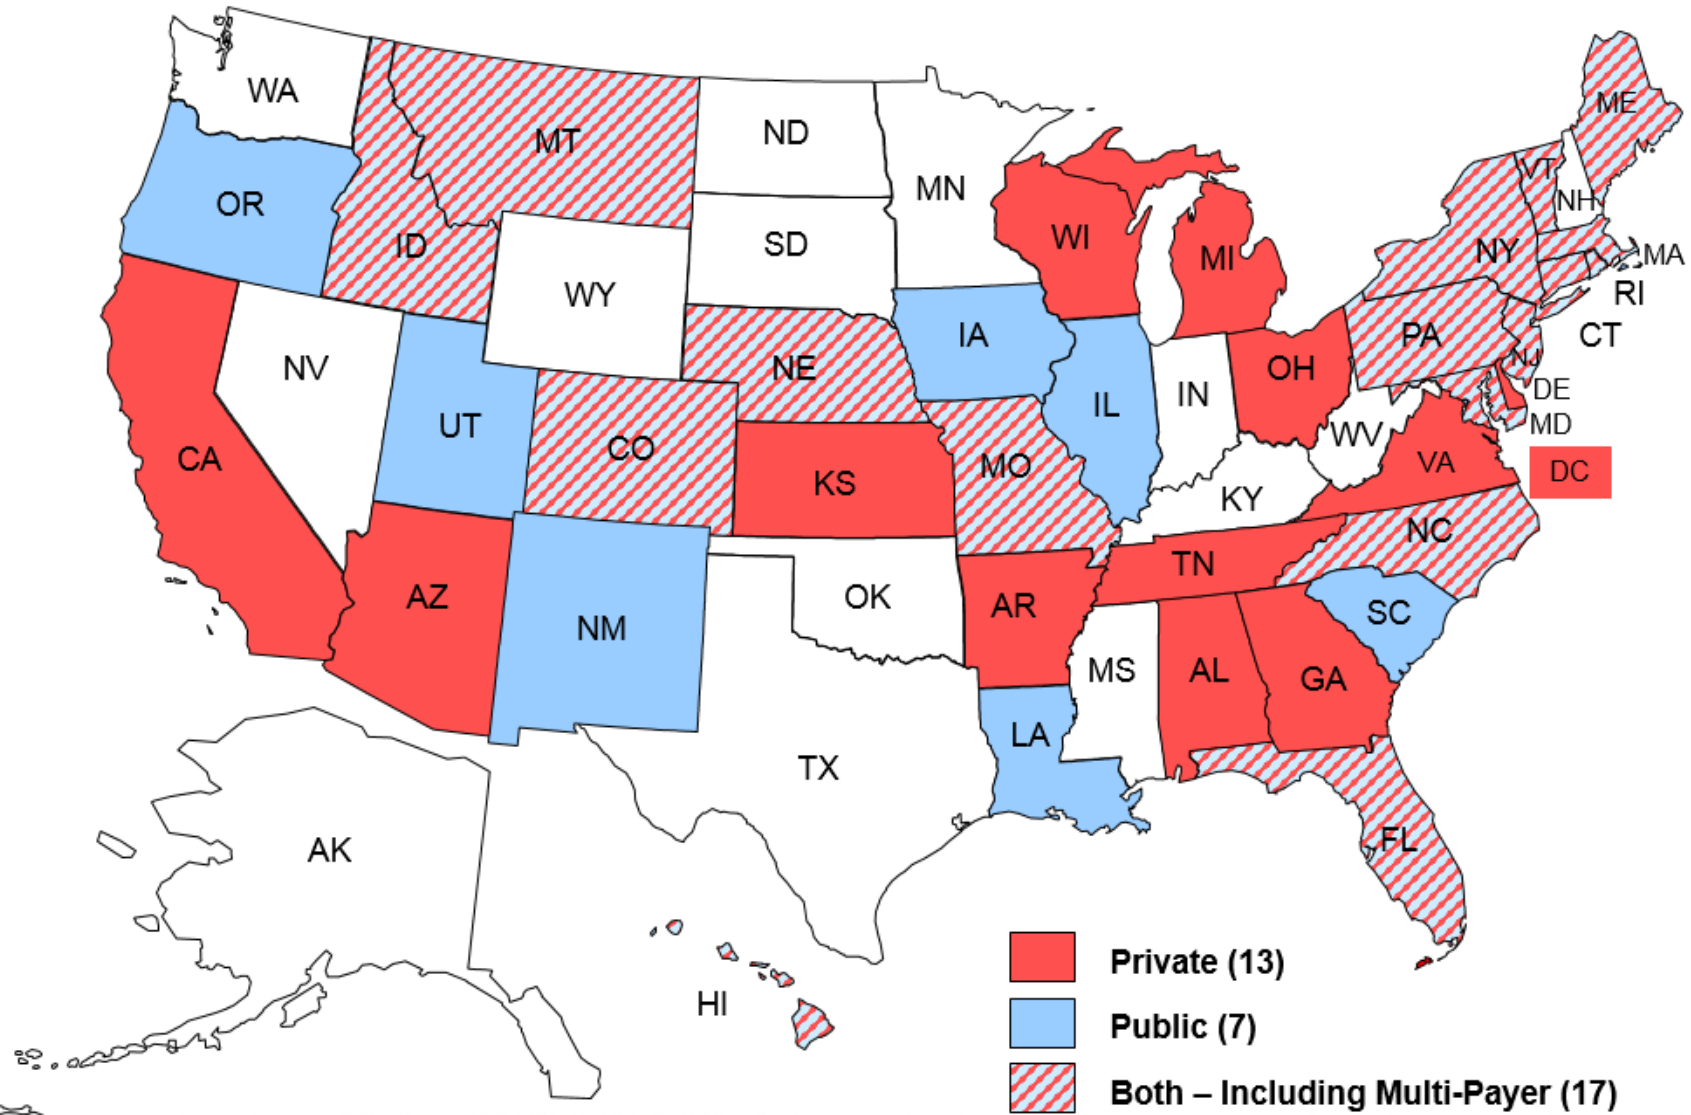 WA
MT
ND
MN
ME
VT
NH
OR
ID
SD
WI
MI
NY
MA
WY
RI
IA
PA
CT
NV
NE
OH
NJ
UT
IL
IN
DE
CO
MD
CA
MO
WV
KS
VA
DC
KY
NC
TN
AZ
OK
AR
SC
NM
MS
AL
GA
LA
TX
AK
FL
HI
Private (13)
Public (7)
Both – Including Multi-Payer (17)